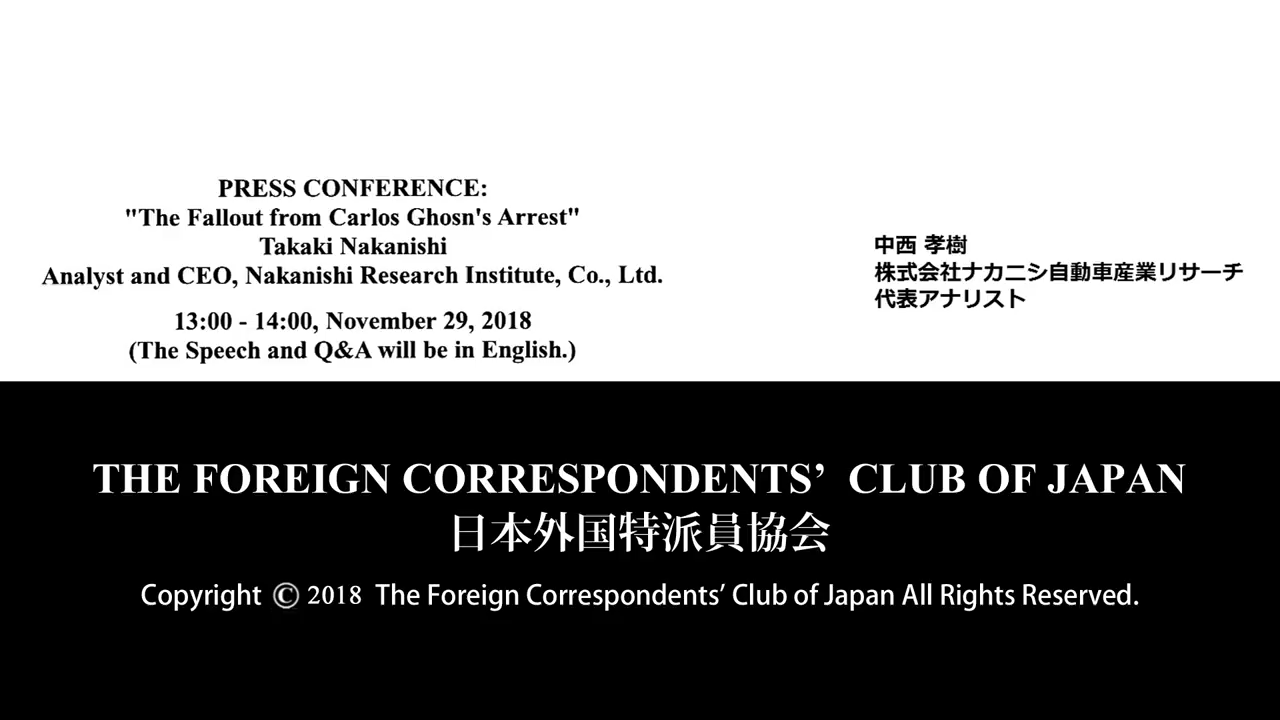 PRESS CONFERENCE:
"The Fallout from Carlos Ghosn's Arrest"
Takaki Nakanishi
Analyst and CEO, Nakanishi Research Institute, Co., Ltd.
13:00 - 14:00, November 29, 2018
(The Speech and Q&A will be in English.)
中西 孝樹
株式会社ナカニシ自動車産業リサーチ
代表アナリスト
THE FOREIGN CORRESPONDENTS’ CLUB OF JAPAN
日本外国特派員協会
Copyright © 2018 The Foreign Correspondents’ Club of Japan All Rights Reserved.